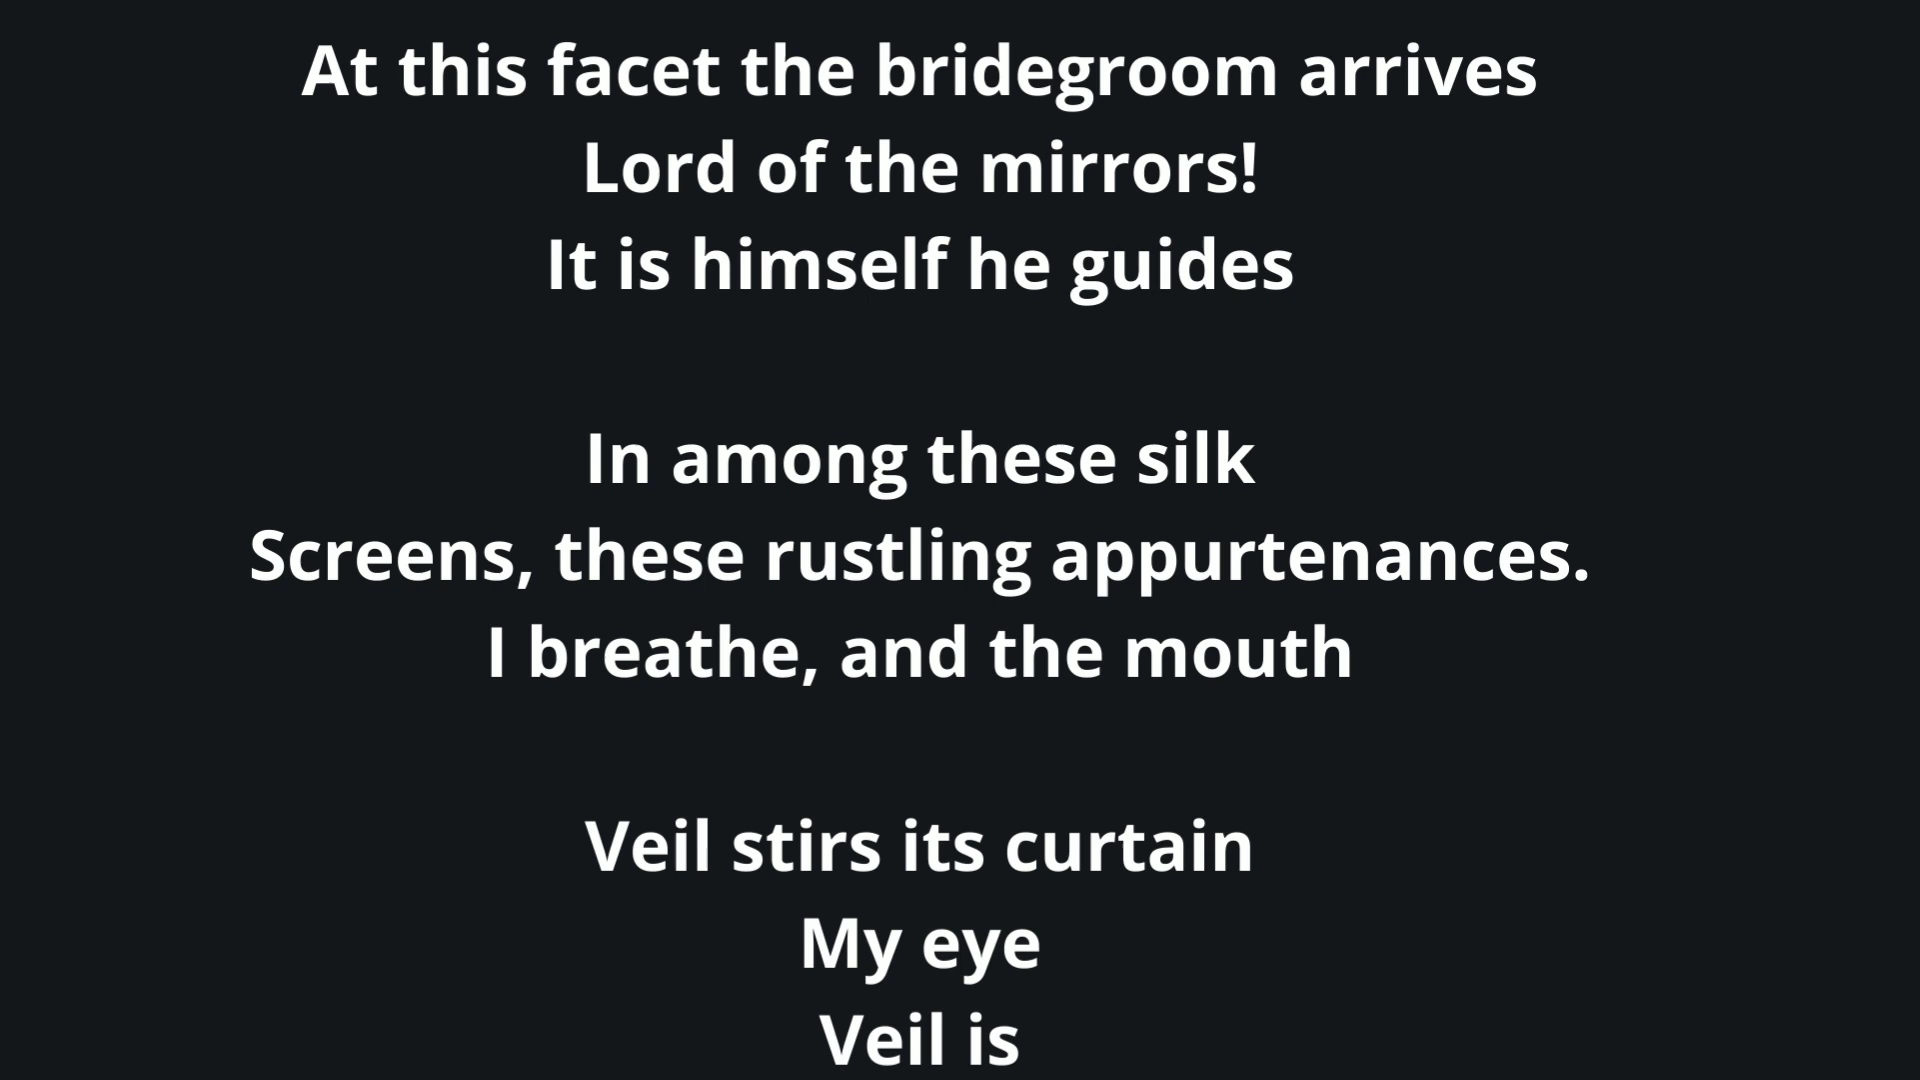 At this facet the bridegroom arrives
Lord of the mirrors!
It is himself he guides
In among these silk
Screens, these rustling appurtenances.
I breathe, and the mouth
Veil stirs its curtain
My eye
Veil is